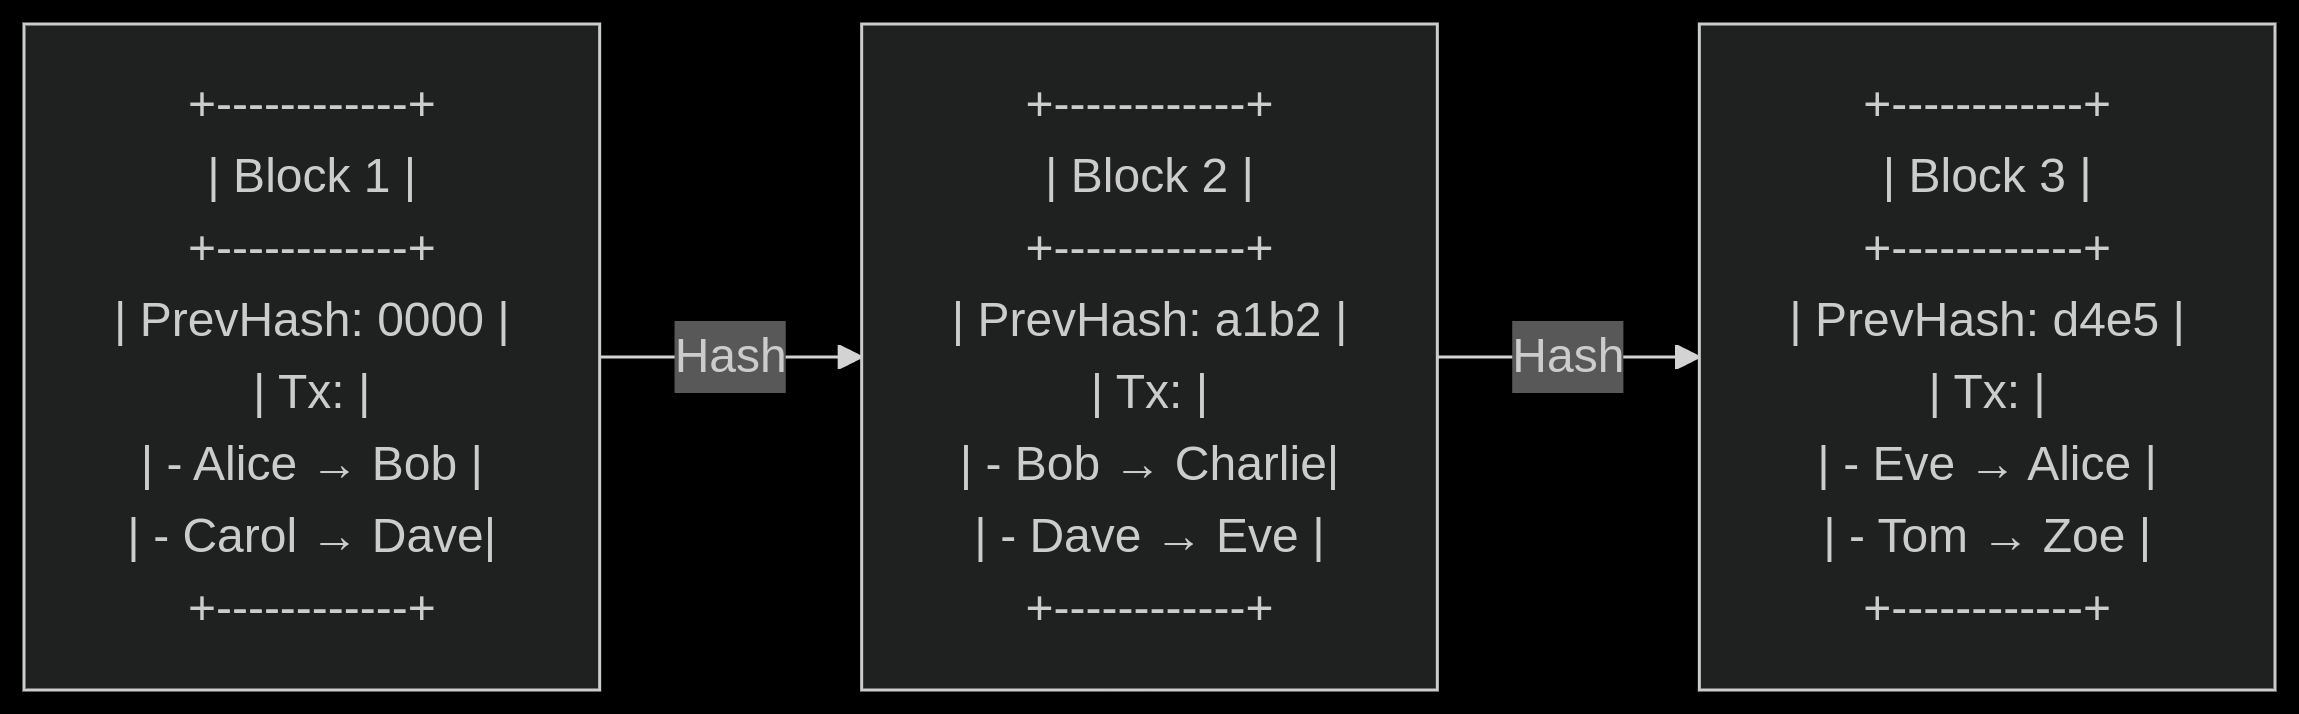 +-----------+
| Block 1 |
+-----------+
| PrevHash: 0000 |
| Tx: |
| - Alice → Bob |
| - Carol → Dave|
+-----------+
Hash
+-----------+
| Block 2 |
+-----------+
| PrevHash: a1b2 |
| Tx: |
| - Bob → Charlie|
| - Dave → Eve |
+-----------+
Hash
+-----------+
| Block 3 |
+-----------+
| PrevHash: d4e5 |
| Tx: |
| - Eve → Alice |
| - Tom → Zoe |
+-----------+